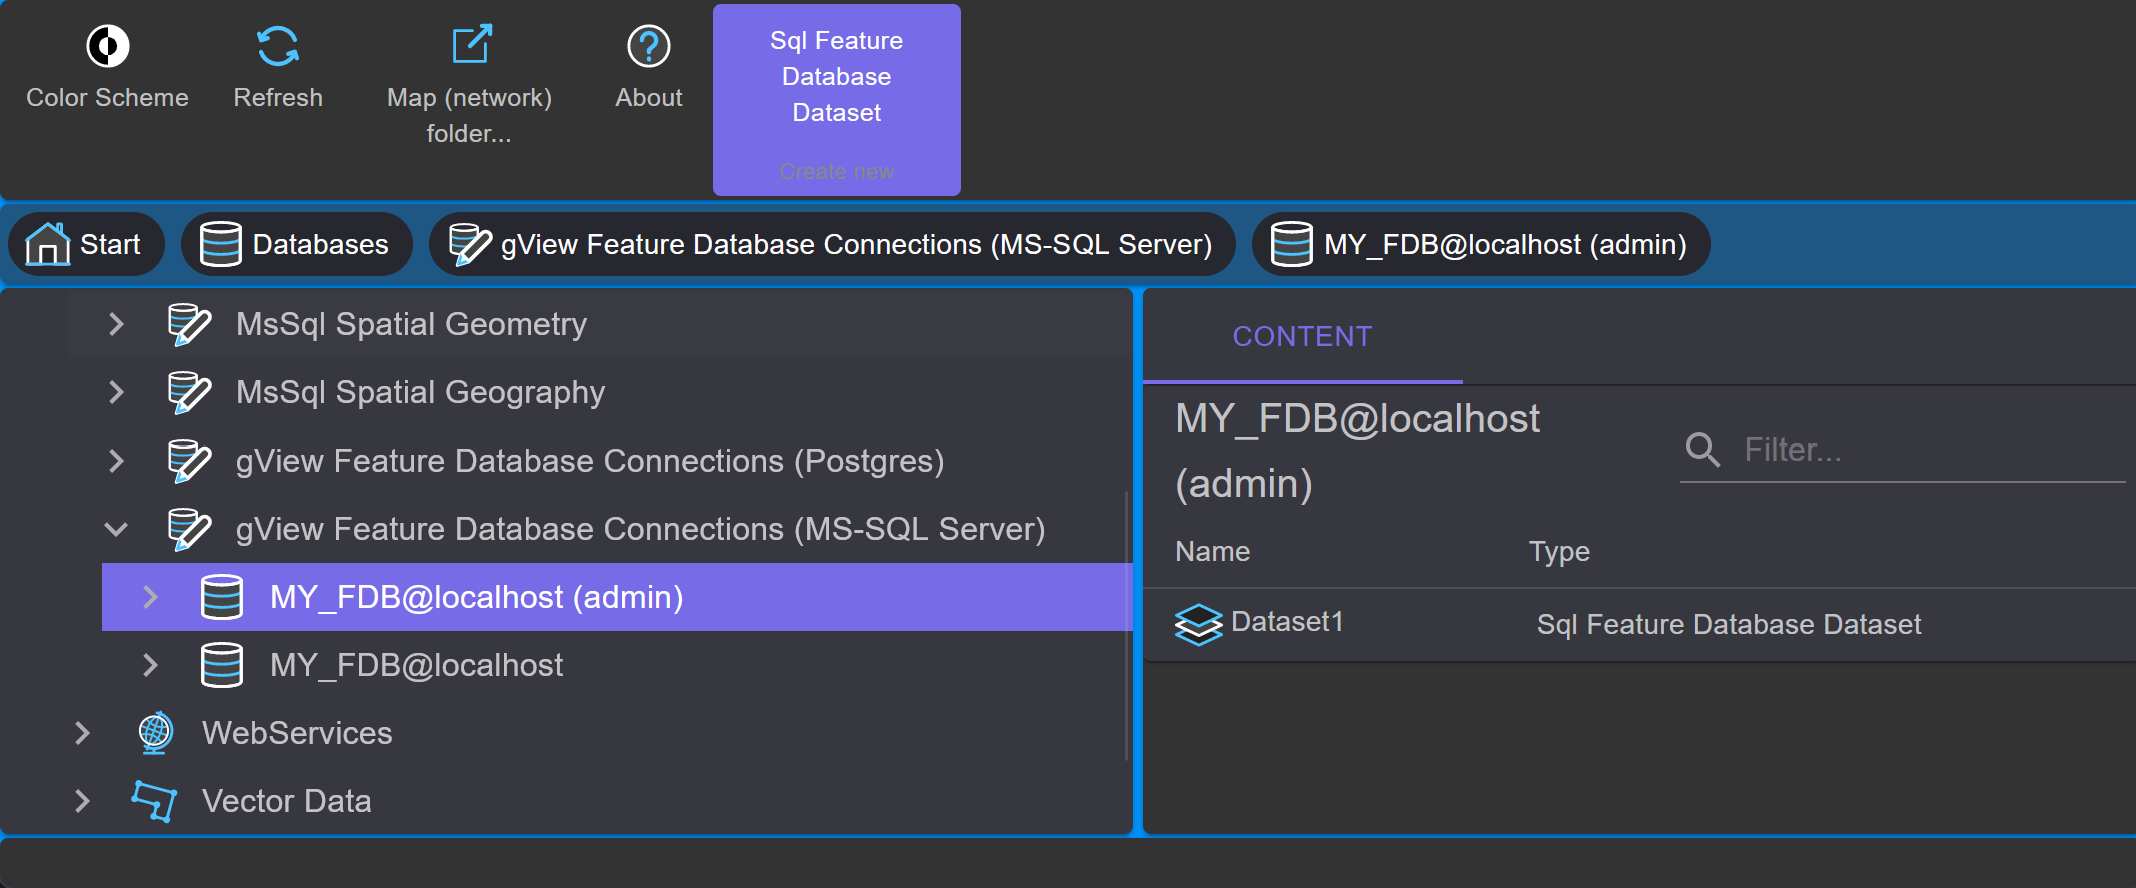 Color Scheme
Refresh
Map (network)
folder...
About
Sql Feature
Database
Dataset
Create new
Start
Databases
gView Feature Database Connections (MS-SQL Server)
MY_FDB@localhost (admin)
MsSql Spatial Geometry
MsSql Spatial Geography
gView Feature Database Connections (Postgres)
gView Feature Database Connections (MS-SQL Server)
MY_FDB@localhost (admin)
MY_FDB@localhost
WebServices
Vector Data
CONTENT
MY_FDB@localhost
(admin)
Filter...
Name Type
Dataset1 Sql Feature Database Dataset